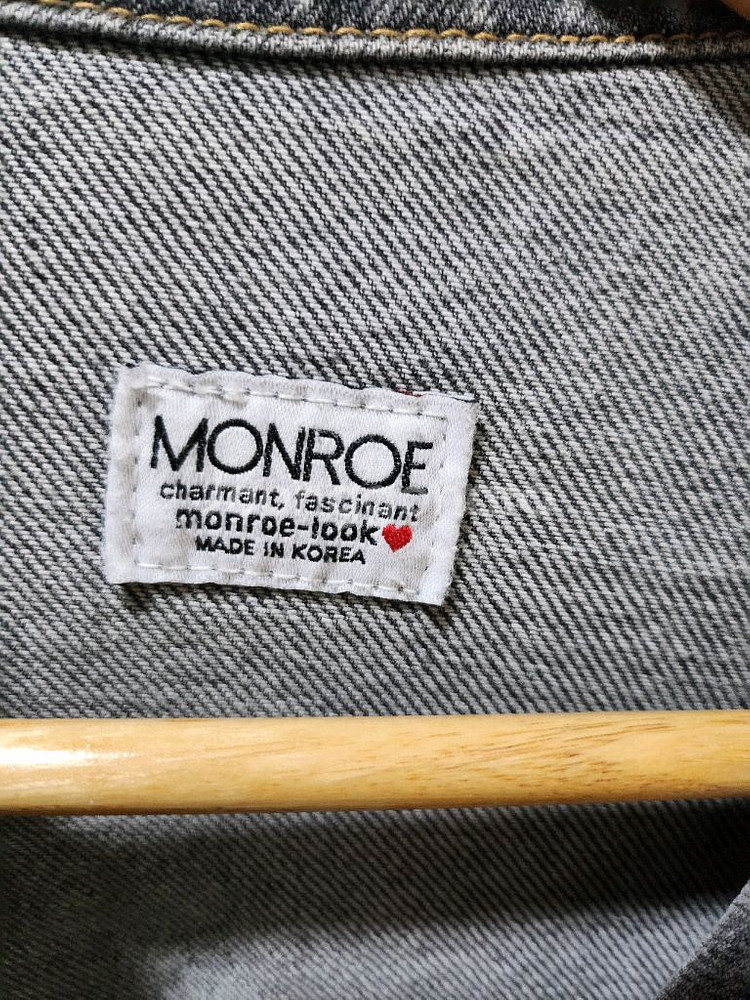 MONROE
charmant, fascinant
monroe-look
MADE IN KOREA